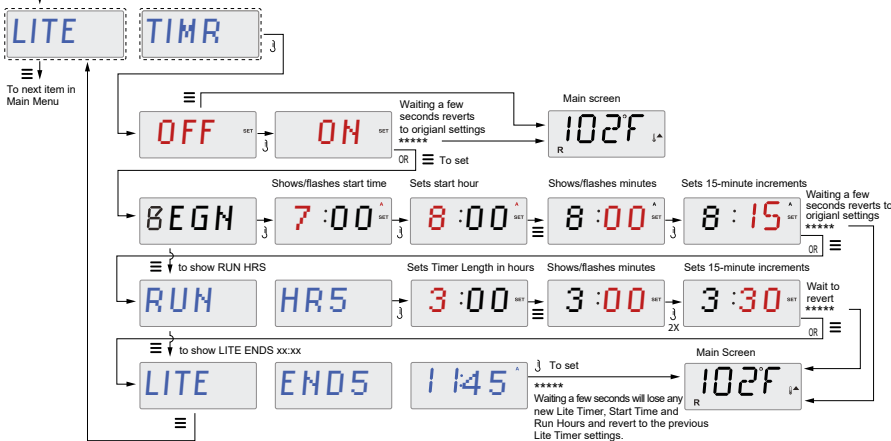 LITE TIMR
☰
To next item in
Main Menu
☰
OFF SET
ON SET
Waiting a few
seconds reverts
to origianl settings
*****
OR ☰ To set
Main screen
102°F
R
Shows/flashes start time
Sets start hour
Shows/flashes minutes
Sets 15-minute increments
BEGN
7:00 A SET
8:00 A SET
☰
8:00 A SET
8:15 A SET
Waiting a few
seconds reverts to
origianl settings
*****
OR ☰
☰ to show RUN HRS
Sets Timer Length in hours
Shows/flashes minutes
Sets 15-minute increments
RUN HRS
3:00 SET
☰
3:00 SET
2X
3:30 SET
Wait to
revert
*****
OR ☰
☰ to show LITE ENDS xx:xx
LITE ENDS 11:45 A
To set
*****
Waiting a few seconds will lose any
new Lite Timer, Start Time and
Run Hours and revert to the previous
Lite Timer settings.
Main Screen
102°F
R
☰